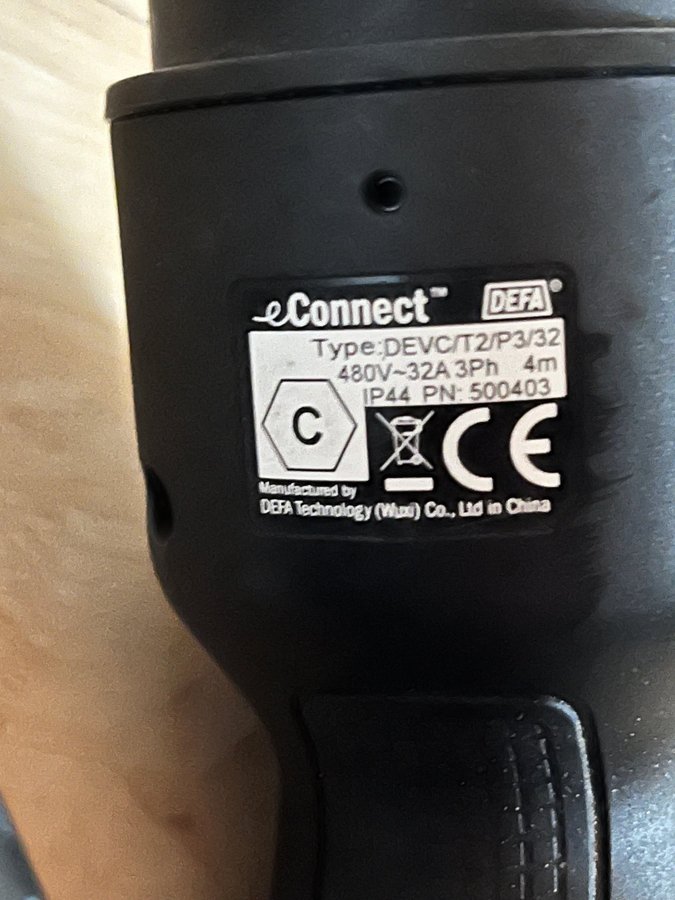 eConnect™ DEFA®
Type:DEVC/T2/P3/32
480V~32A 3Ph 4m
IP44 PN: 500403
C
CE
Manufactured by
DEFA Technology (Wuxi) Co., Ltd in China